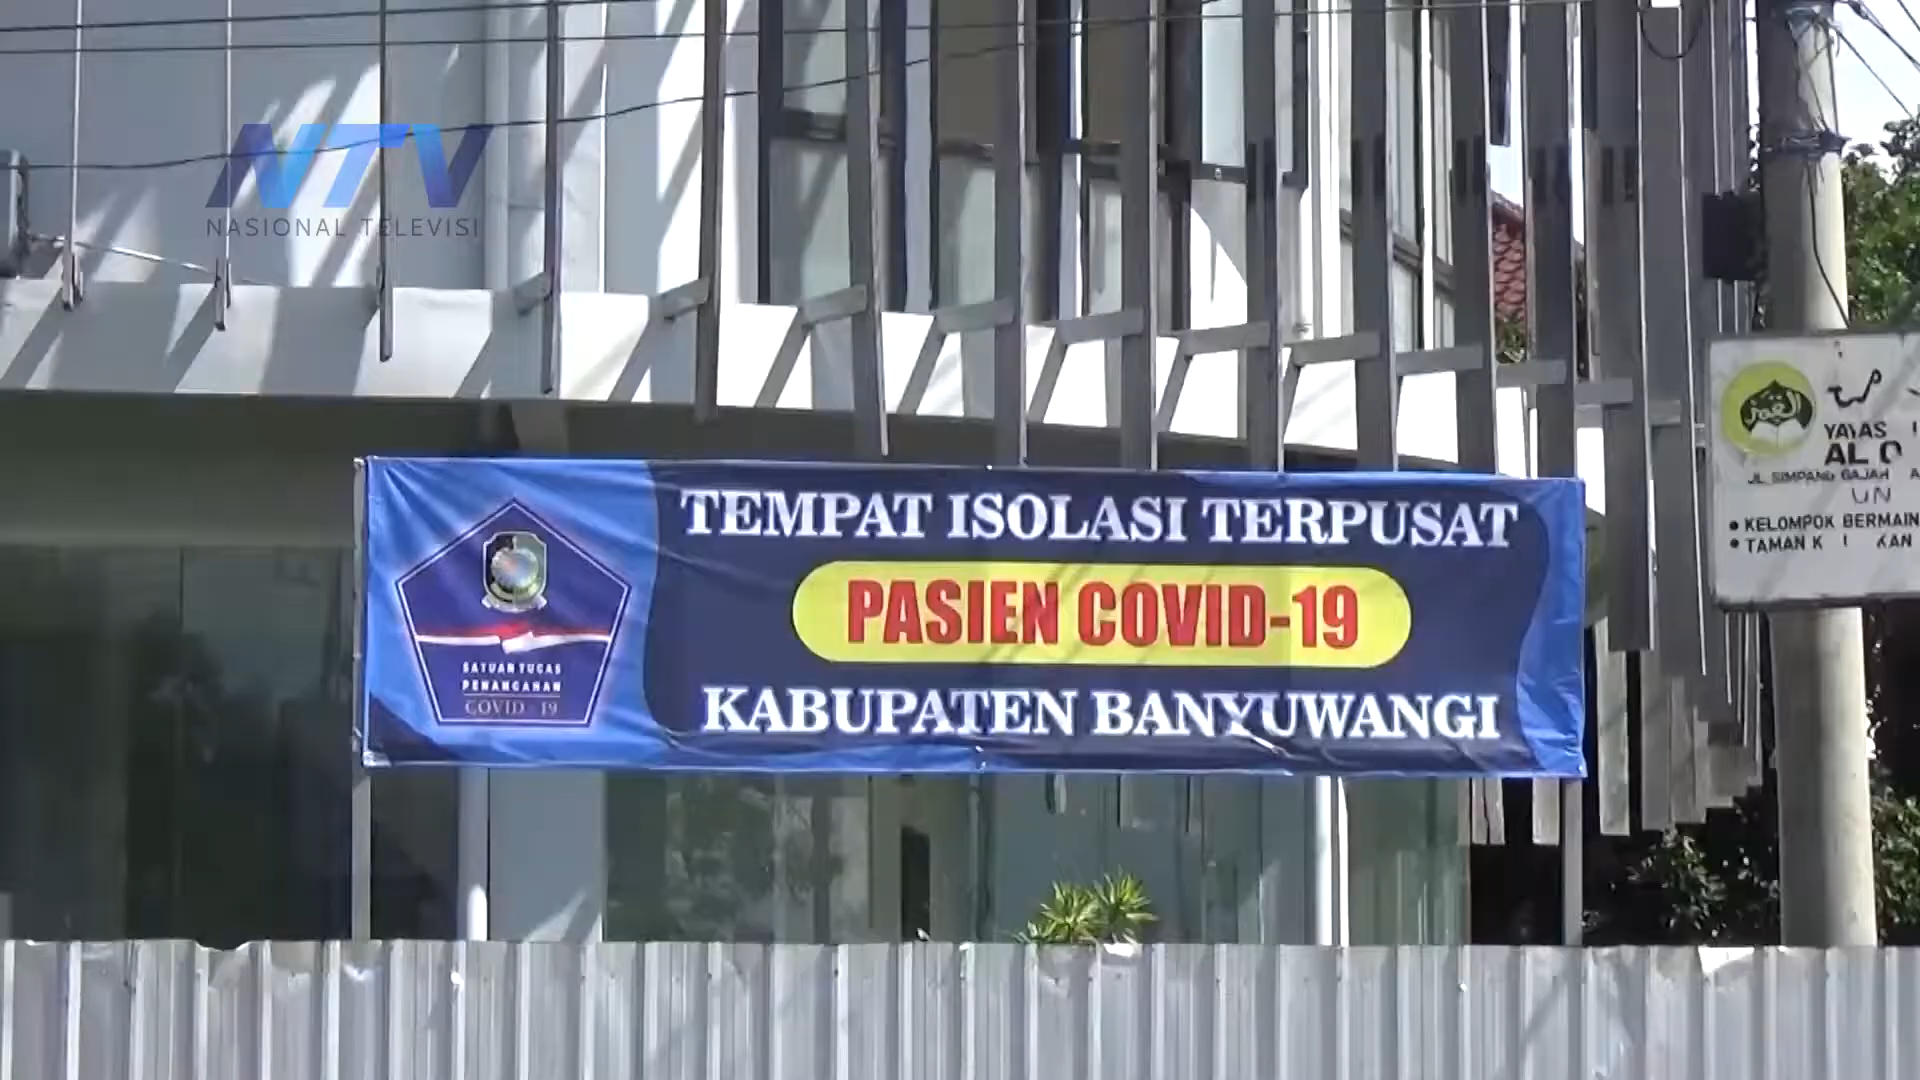 NTV
NASIONAL TELEVISI
TEMPAT ISOLASI TERPUSAT
PASIEN COVID-19
KABUPATEN BANYUWANGI
SATUAN TUGAS
PENANGANAN
COVID - 19
JL. SIMPANG GAJAH
• KELOMPOK BERMAIN
• TAMAN